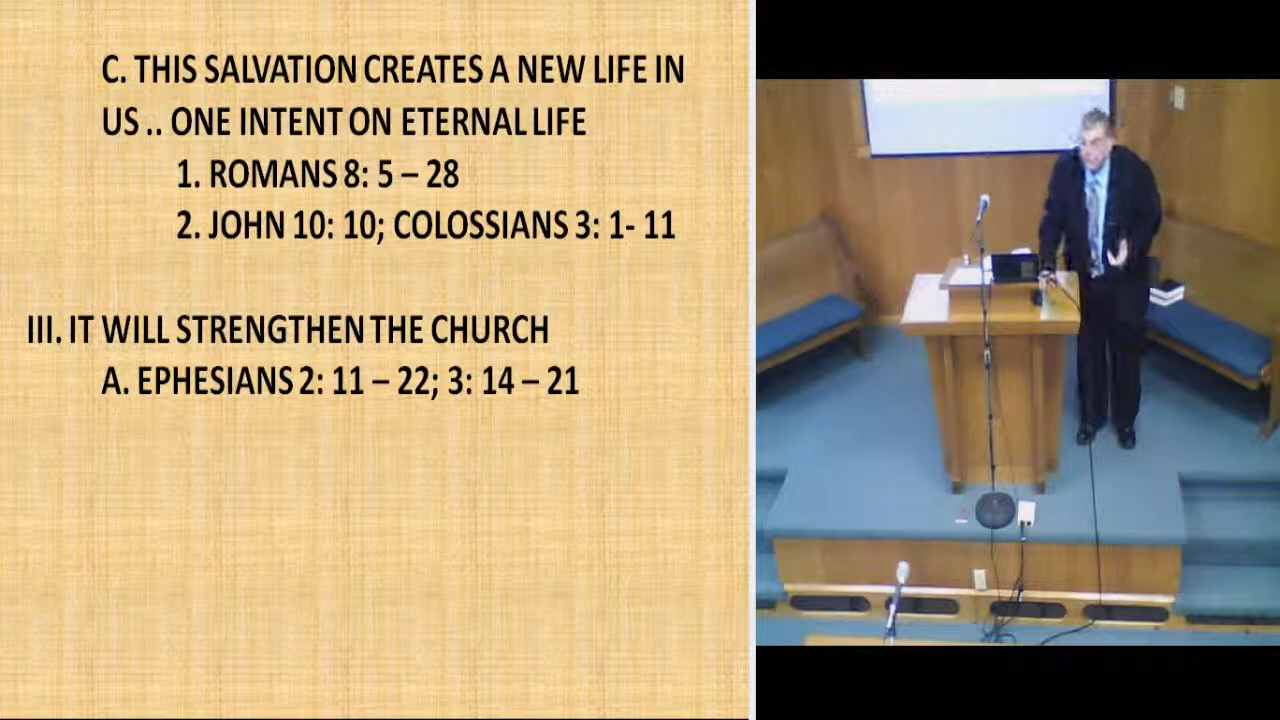 C. THIS SALVATION CREATES A NEW LIFE IN
US .. ONE INTENT ON ETERNAL LIFE
1. ROMANS 8: 5 – 28
2. JOHN 10: 10; COLOSSIANS 3: 1- 11
III. IT WILL STRENGTHEN THE CHURCH
A. EPHESIANS 2: 11 – 22; 3: 14 – 21